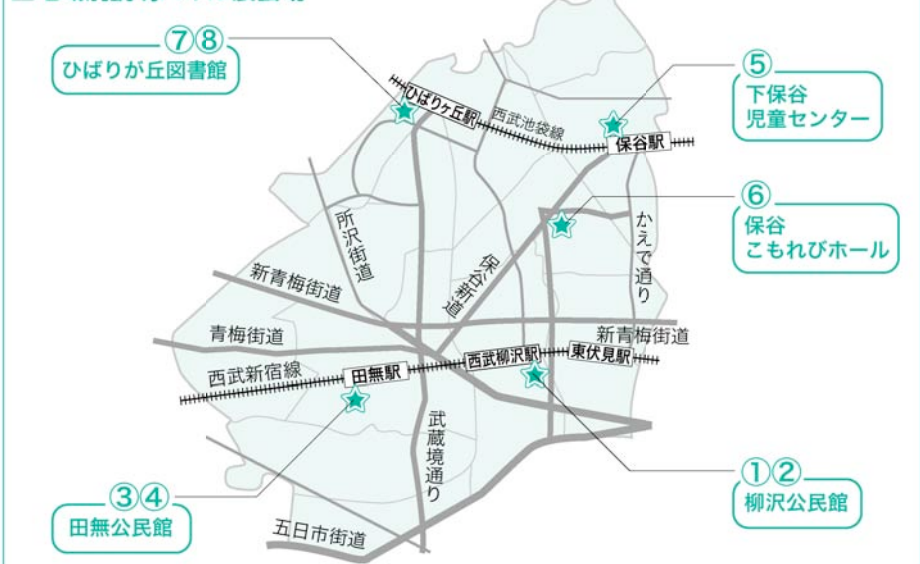 ⑦⑧
ひばりが丘図書館
⑤
下保谷
児童センター
ひばりヶ丘駅
西武池袋線
保谷駅
⑥
保谷
こもれびホール
所沢街道
保谷新道
かえで通り
新青梅街道
新青梅街道
青梅街道
西武新宿線
田無駅
西武柳沢駅
東伏見駅
武蔵境通り
①②
柳沢公民館
③④
田無公民館
五日市街道